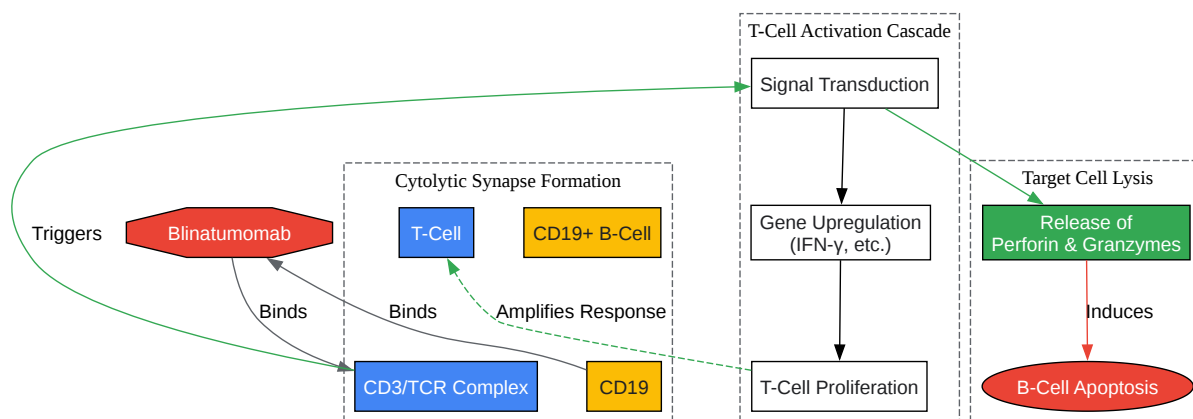 T-Cell Activation Cascade
Signal Transduction
Cytolytic Synapse Formation
Target Cell Lysis
Triggers
Blinatumomab
T-Cell
CD19+ B-Cell
Gene Upregulation
(IFN-γ, etc.)
Release of
Perforin & Granzymes
Binds
Binds
Amplifies Response
Induces
CD3/TCR Complex
CD19
T-Cell Proliferation
B-Cell Apoptosis